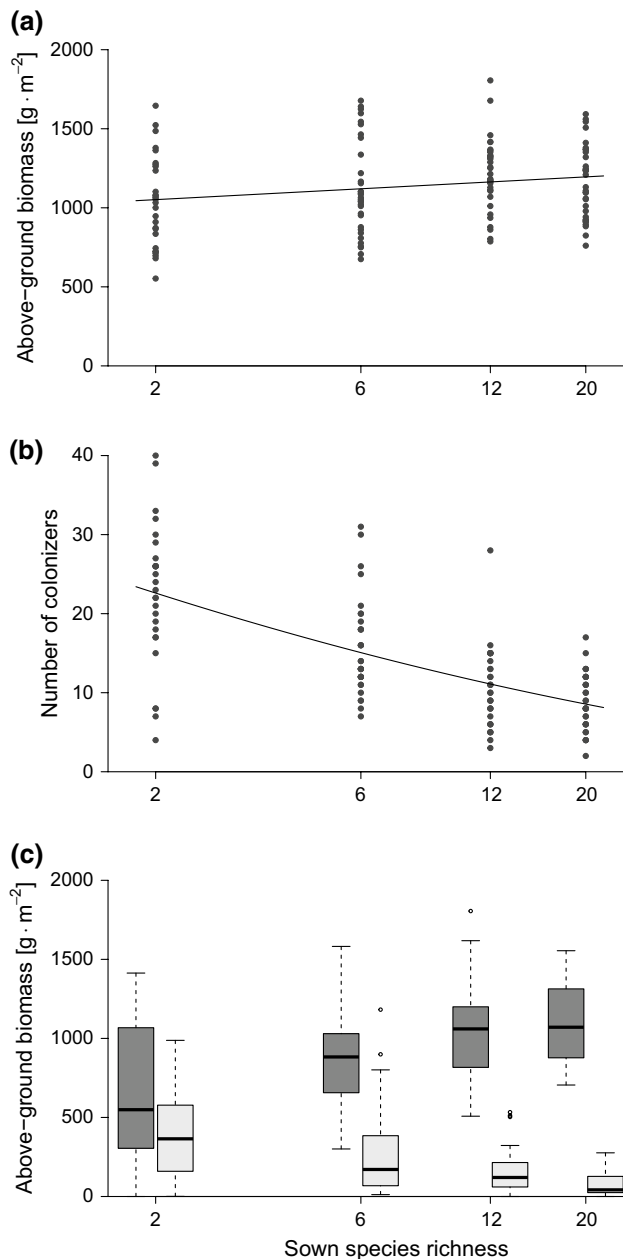 (a)
Above−ground biomass [g · m⁻²]
2000
1500
1000
500
0
2 6 12 20
(b)
Number of colonizers
40
30
20
10
0
2 6 12 20
(c)
Above−ground biomass [g · m⁻²]
2000
1500
1000
500
0
2 6 12 20
Sown species richness